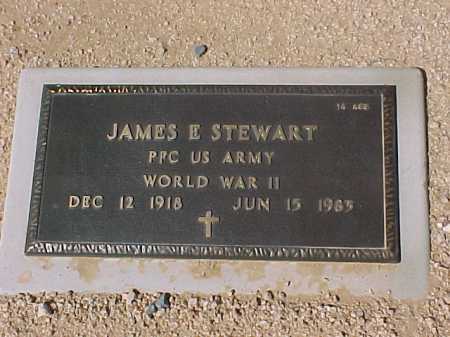 JAMES E STEWART
PFC US ARMY
WORLD WAR II
DEC 12 1918 JUN 15 1985